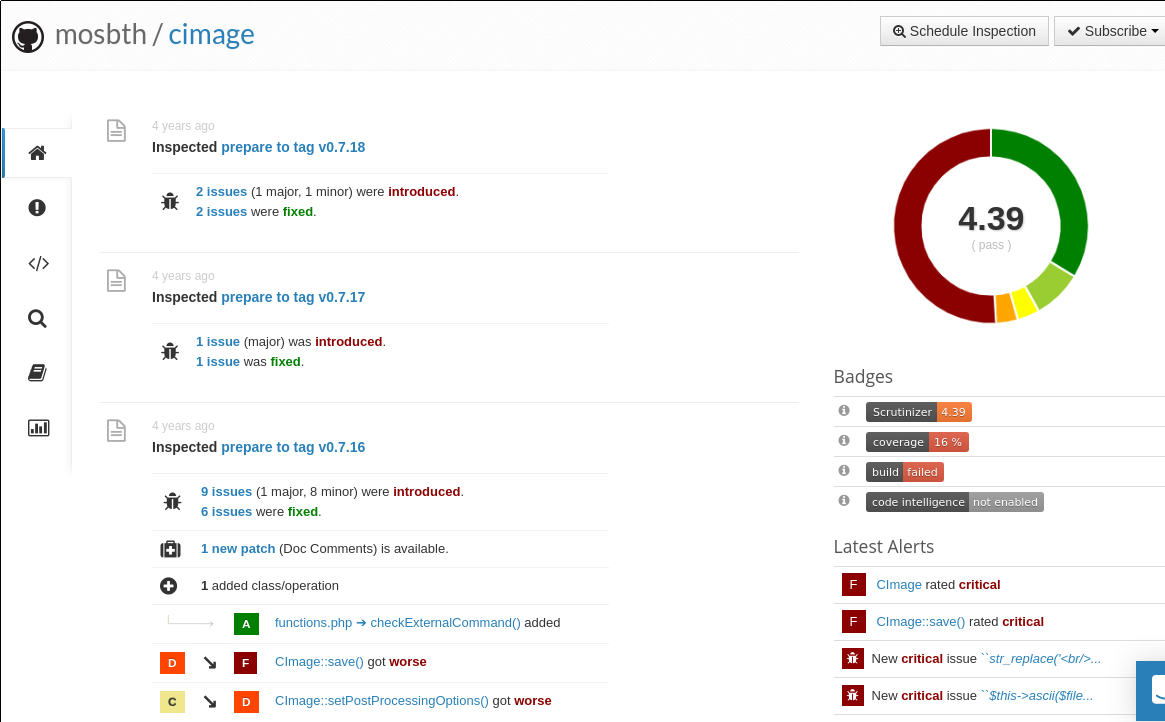 mosbth / cimage
Schedule Inspection
Subscribe
4 years ago
Inspected prepare to tag v0.7.18
2 issues (1 major, 1 minor) were introduced.
2 issues were fixed.
4 years ago
Inspected prepare to tag v0.7.17
1 issue (major) was introduced.
1 issue was fixed.
4 years ago
Inspected prepare to tag v0.7.16
9 issues (1 major, 8 minor) were introduced.
6 issues were fixed.
1 new patch (Doc Comments) is available.
1 added class/operation
A functions.php ➔ checkExternalCommand() added
D F CImage::save() got worse
C D CImage::setPostProcessingOptions() got worse
4.39
( pass )
Badges
Scrutinizer 4.39
coverage 16 %
build failed
code intelligence not enabled
Latest Alerts
F CImage rated critical
F CImage::save() rated critical
New critical issue ``str_replace('<br/>...
New critical issue ``$this->ascii($file...